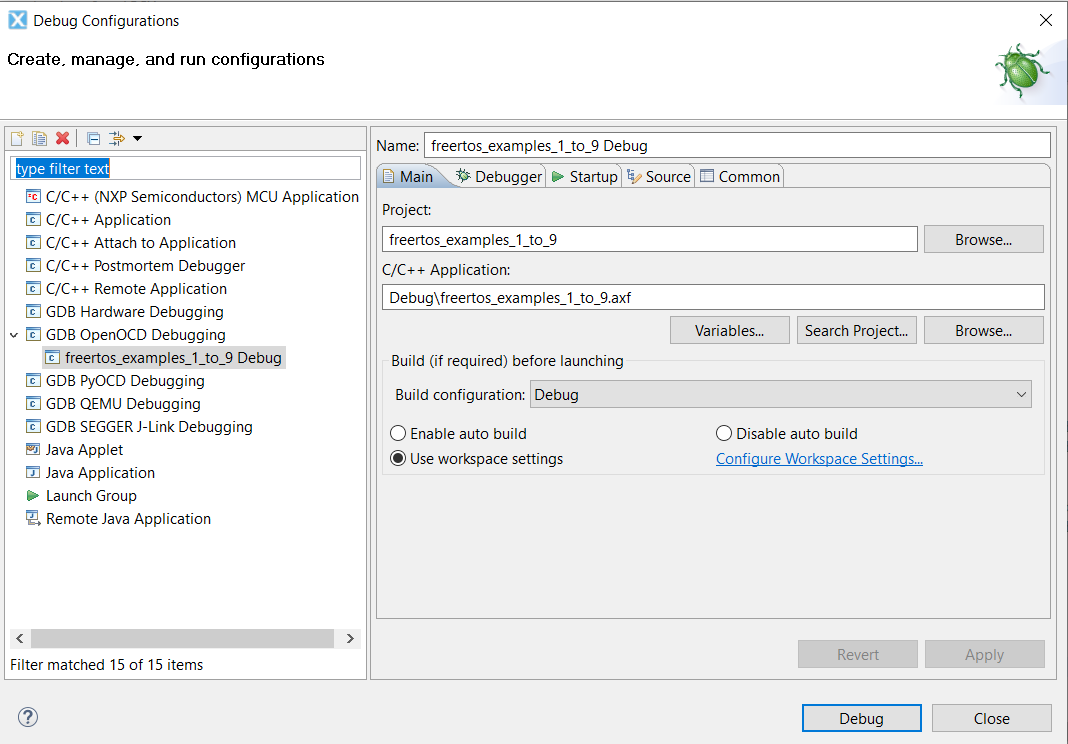 Debug Configurations
Create, manage, and run configurations
type filter text
C/C++ (NXP Semiconductors) MCU Application
C/C++ Application
C/C++ Attach to Application
C/C++ Postmortem Debugger
C/C++ Remote Application
GDB Hardware Debugging
GDB OpenOCD Debugging
freertos_examples_1_to_9 Debug
GDB PyOCD Debugging
GDB QEMU Debugging
GDB SEGGER J-Link Debugging
Java Applet
Java Application
Launch Group
Remote Java Application
Filter matched 15 of 15 items
Name: freertos_examples_1_to_9 Debug
Main Debugger Startup Source Common
Project:
freertos_examples_1_to_9 Browse...
C/C++ Application:
Debug\freertos_examples_1_to_9.axf
Variables... Search Project... Browse...
Build (if required) before launching
Build configuration: Debug
Enable auto build Disable auto build
Use workspace settings Configure Workspace Settings...
Revert Apply
Debug Close